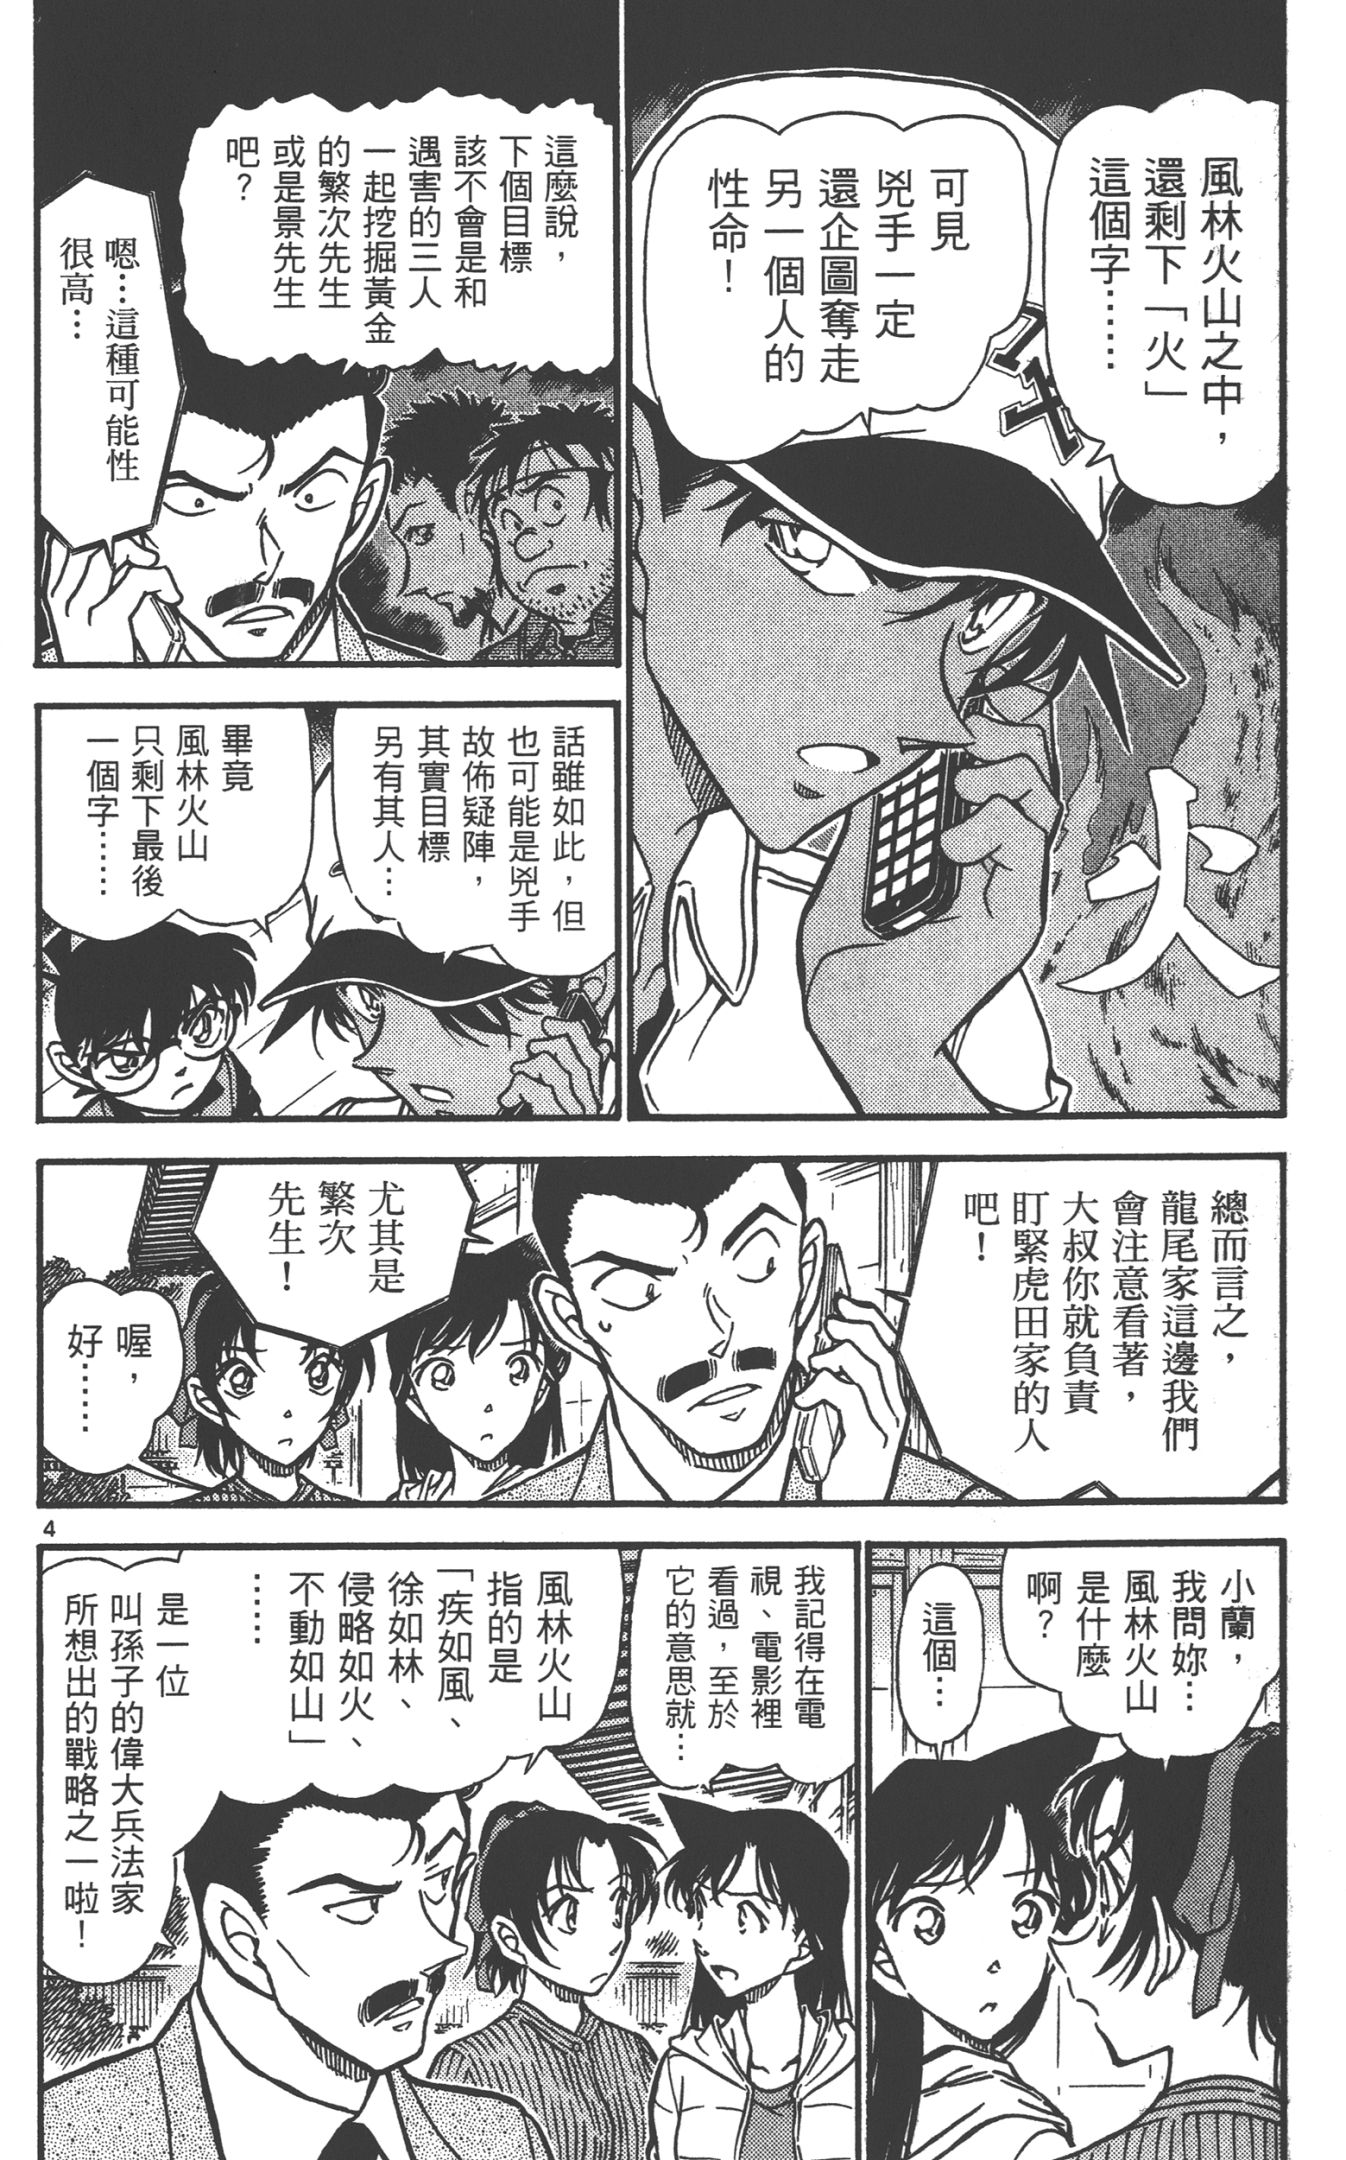 風林火山之中，
還剩下「火」
這個字……
可見
兇手一定
還企圖奪走
另一個人的
性命！
火
這麼說，
下個目標
該不會是和
遇害的三人
一起挖掘黃金
的繁次先生
或是景先生
吧？
嗯…這種可能性
很高…
話雖如此，但
也可能是兇手
故佈疑陣，
其實目標
另有其人…
畢竟
風林火山
只剩下最後
一個字……
總而言之，
龍尾家這邊我們
會注意看著，
大叔你就負責
盯緊虎田家的人
吧！
尤其是
繁次
先生！
喔，
好……
4
小蘭，
我問妳…
風林火山
是什麼
啊？
這個…
我記得在電
視、電影裡
看過，至於
它的意思就…
風林火山
指的是
「疾如風、
徐如林、
侵略如火、
不動如山」
……
是一位
叫孫子的偉大兵法家
所想出的戰略之一啦！